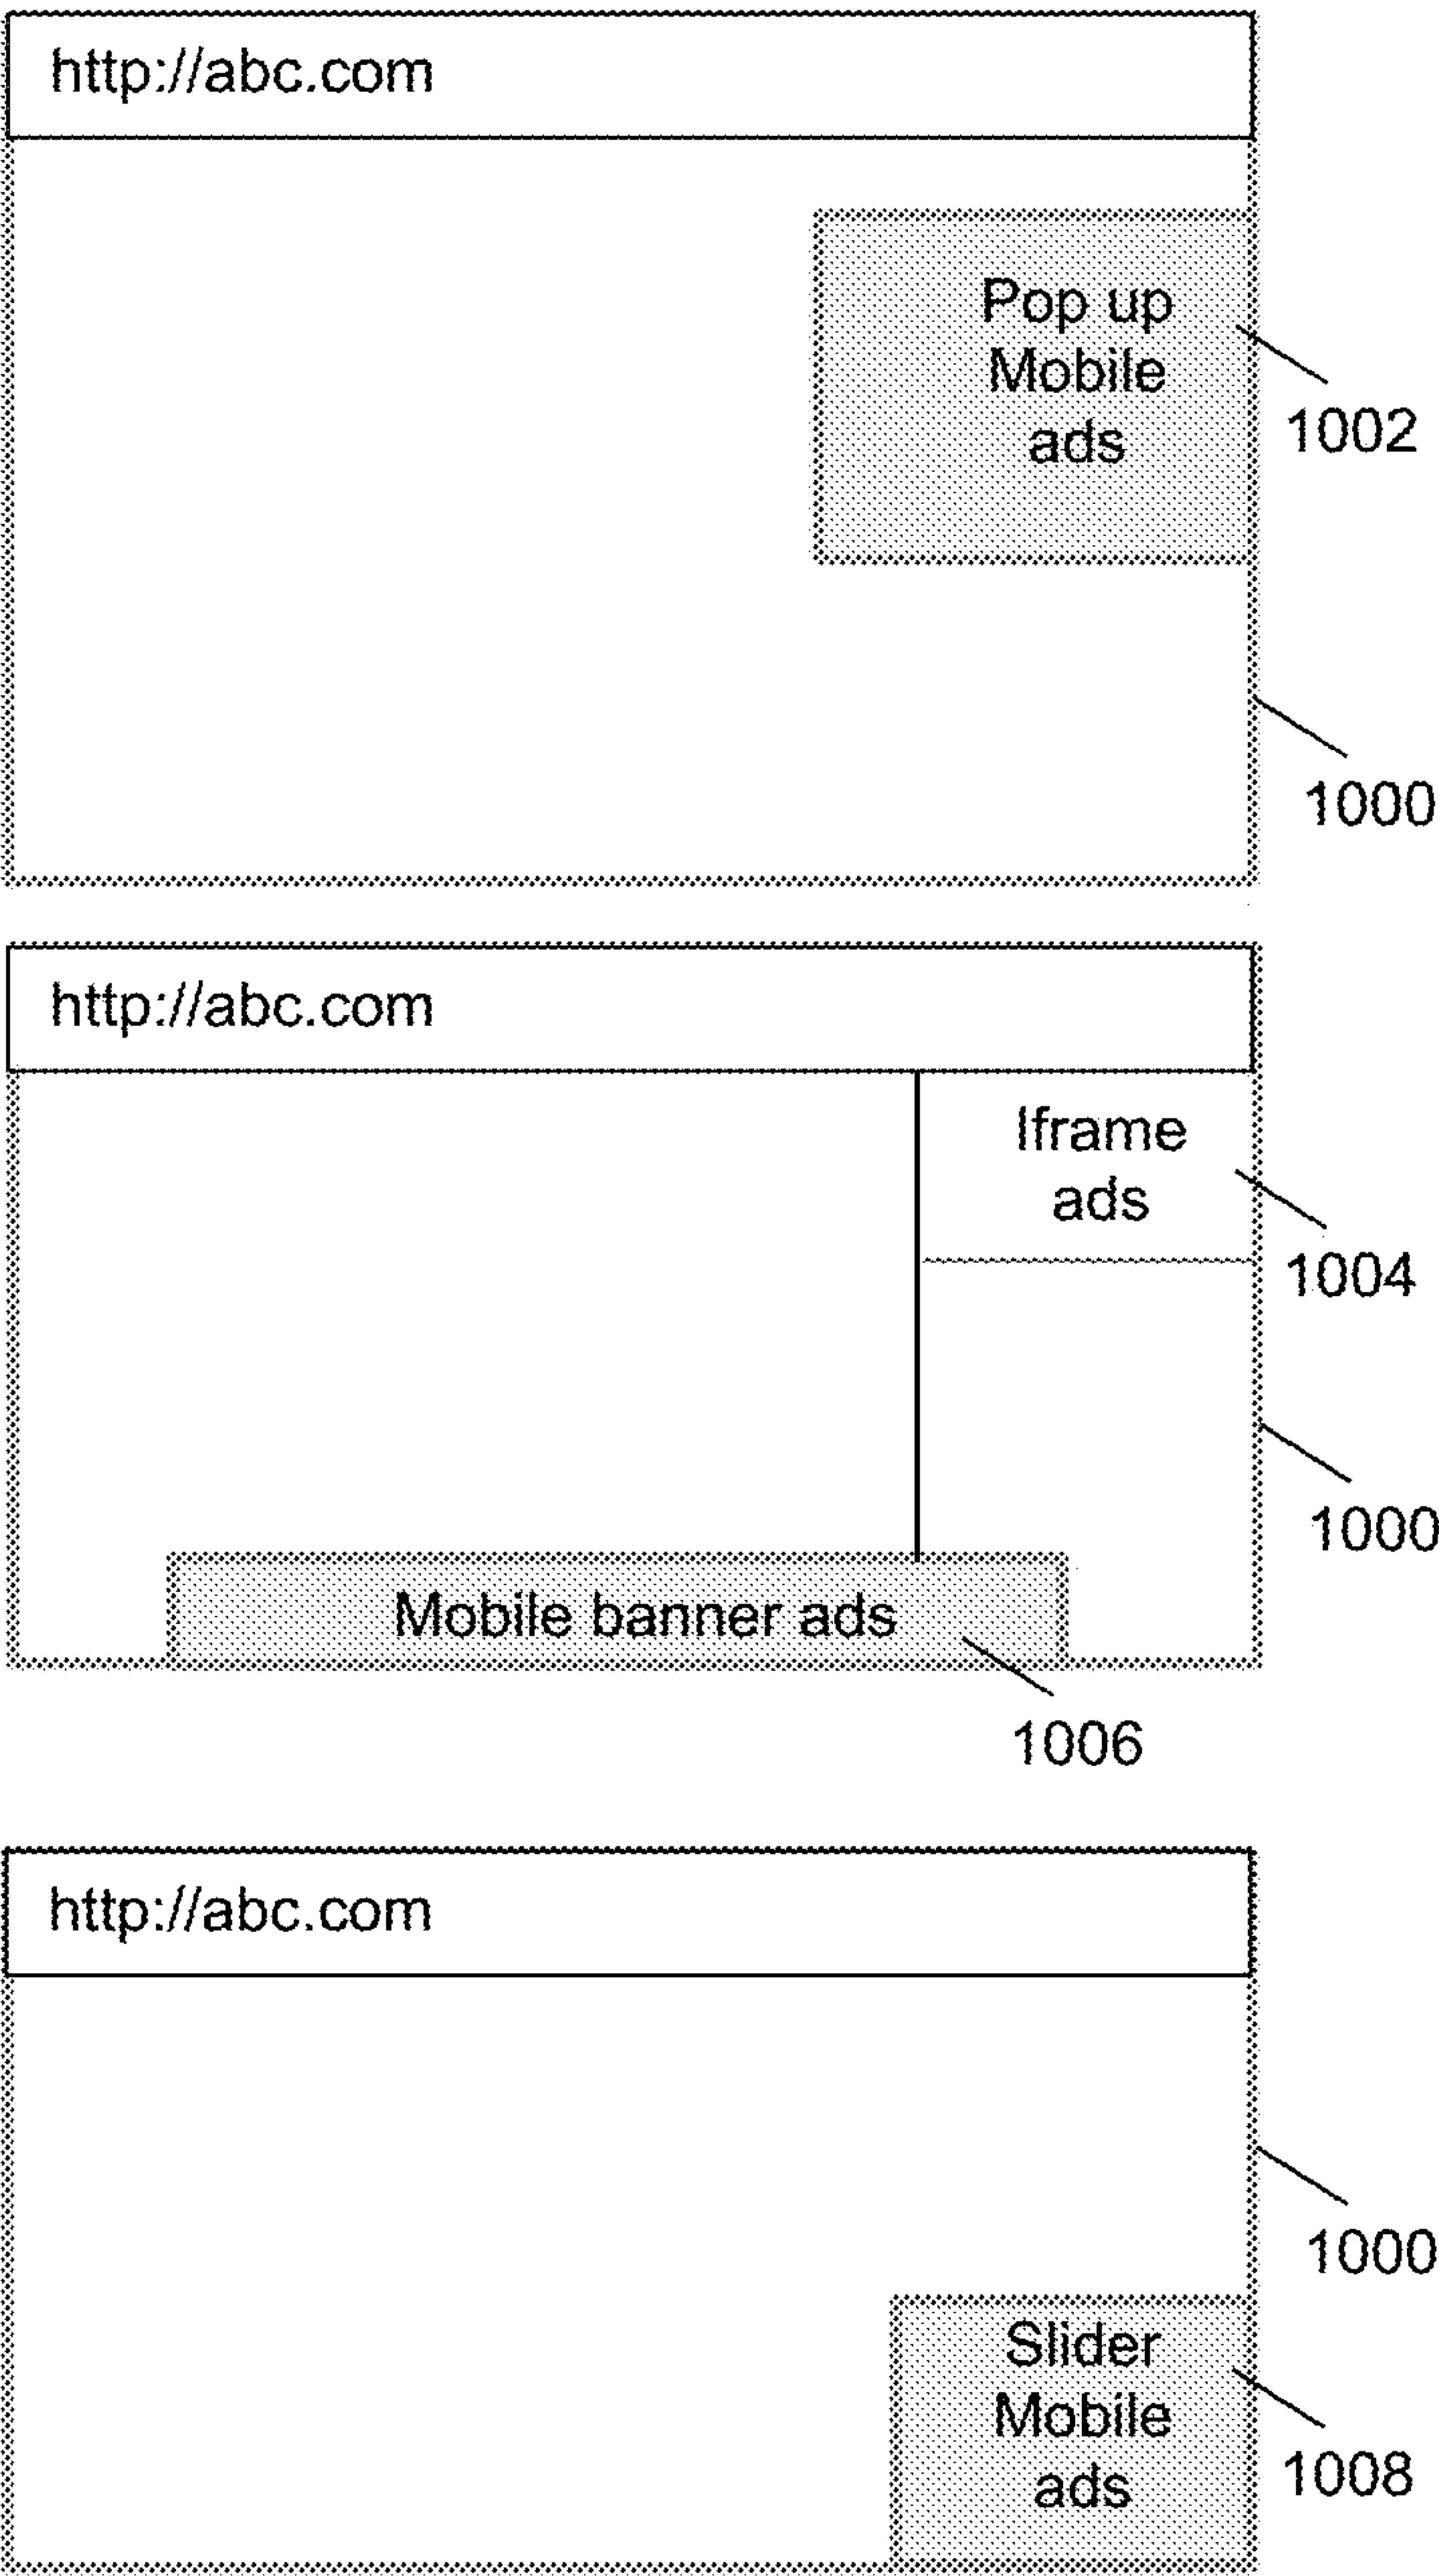 http://abc.com
Pop up
Mobile
ads
1002
1000
http://abc.com
Iframe
ads
1004
1000
Mobile banner ads
1006
http://abc.com
1000
Slider
Mobile
ads
1008